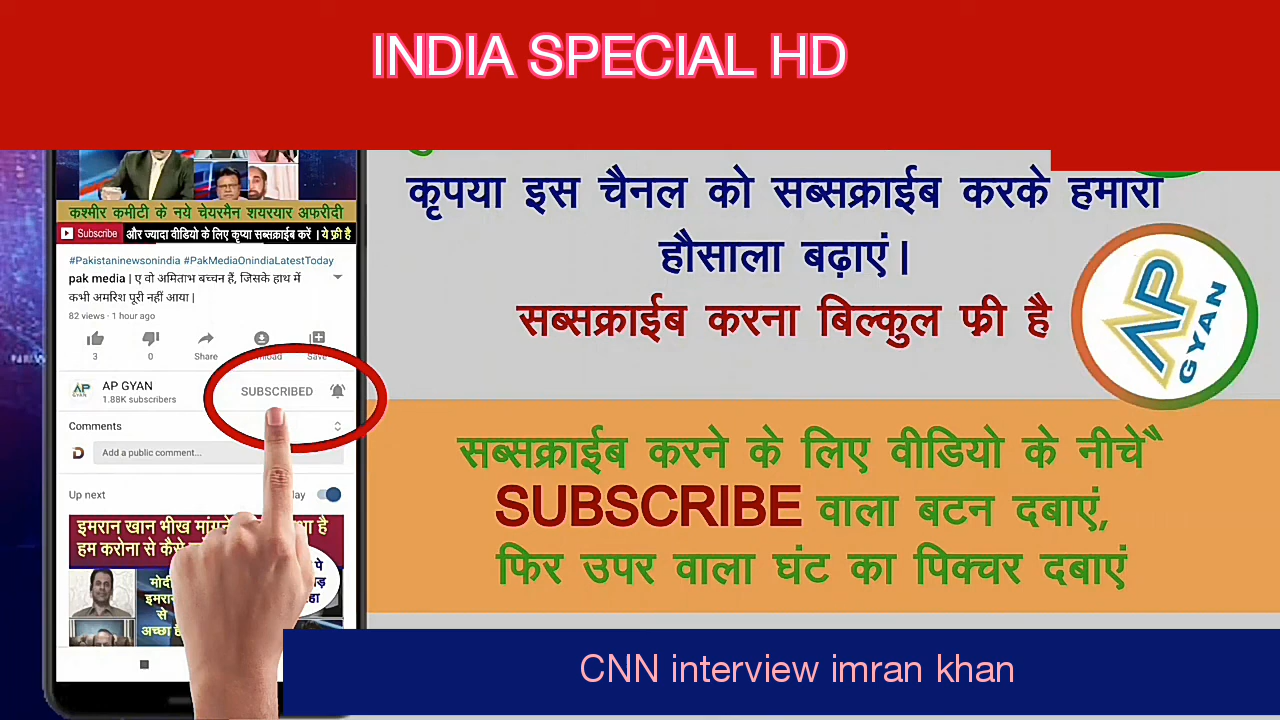 INDIA SPECIAL HD
कृपया इस चैनल को सब्सक्राईब करके हमारा
हौसाला बढ़ाएं।
सब्सक्राईब करना बिल्कुल फ्री है
AP
GYAN
सब्सक्राईब करने के लिए वीडियो के नीचे
SUBSCRIBE वाला बटन दबाएं,
फिर उपर वाला घंट का पिक्चर दबाएं
CNN interview imran khan
कश्मीर कमीटी के नये चेयरमैन शयरयार अफरीदी
Subscribe और ज्यादा वीडियो के लिए कृप्या सब्सक्राईब करें । ये फ्री है
#Pakistaninewsonindia #PakMediaOnindiaLatestToday
pak media | ए वो अमिताभ बच्चन हैं, जिसके हाथ में
कभी अमरिश पूरी नहीं आया |
82 views · 1 hour ago
3 0 Share Save
AP GYAN
AP GYAN SUBSCRIBED
1.88K subscribers
Comments
Add a public comment...
Up next
इमरान खान भीख मांगने है
हम करोना से कैसे
मोदी
से
अच्छा